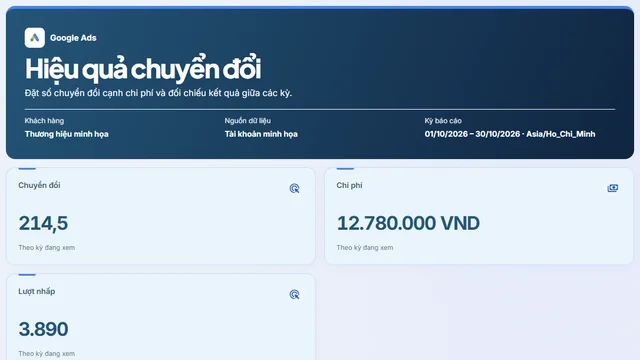 Google Ads
Hiệu quả chuyển đổi
Đặt số chuyển đổi cạnh chi phí và đối chiếu kết quả giữa các kỳ.
Khách hàng
Thương hiệu minh họa
Nguồn dữ liệu
Tài khoản minh họa
Kỳ báo cáo
01/10/2026 – 30/10/2026 · Asia/Ho_Chi_Minh
Chuyển đổi
214,5
Theo kỳ đang xem
Chi phí
12.780.000 VND
Theo kỳ đang xem
Lượt nhấp
3.890
Theo kỳ đang xem